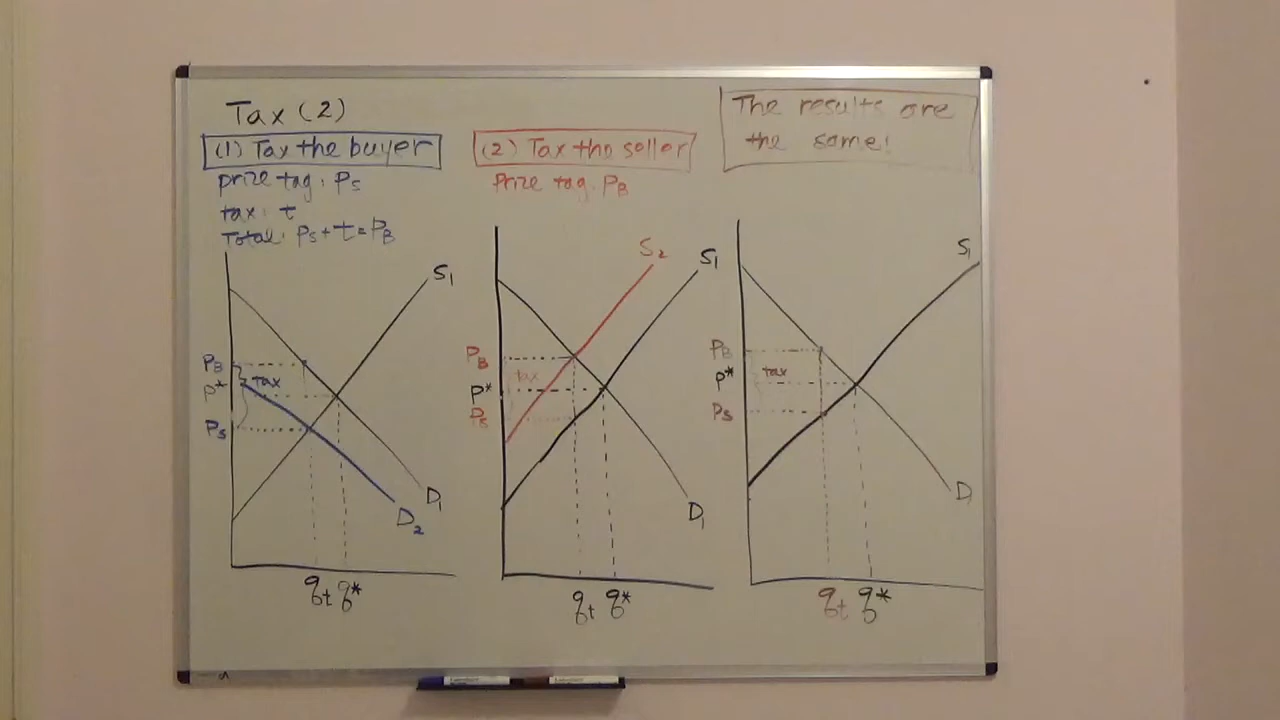 Tax (2)
(1) Tax the buyer
prize tag: Ps
tax: t
Total: Ps + t = PB
S1
PB
tax
P*
Ps
D1
D2
qt q*
(2) Tax the seller
Prize tag: PB
S2
S1
PB
tax
P*
Ps
D1
qt q*
The results are
the same!
S1
PB
tax
P*
Ps
D1
qt q*